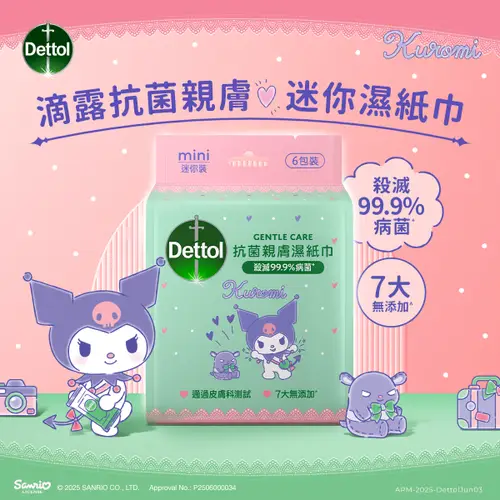 Dettol
Kuromi
滴露抗菌親膚♡迷你濕紙巾
mini
迷你裝
6包裝
GENTLE CARE
Dettol
抗菌親膚濕紙巾
殺滅99.9%病菌*
Kuromi
通過皮膚科測試
7大無添加^
殺滅
99.9%
病菌*
7大
無添加^
Sanrio
LICENSE
© 2025 SANRIO CO., LTD. Approval No.: P2506000034
ARM-2025-DettolJun03